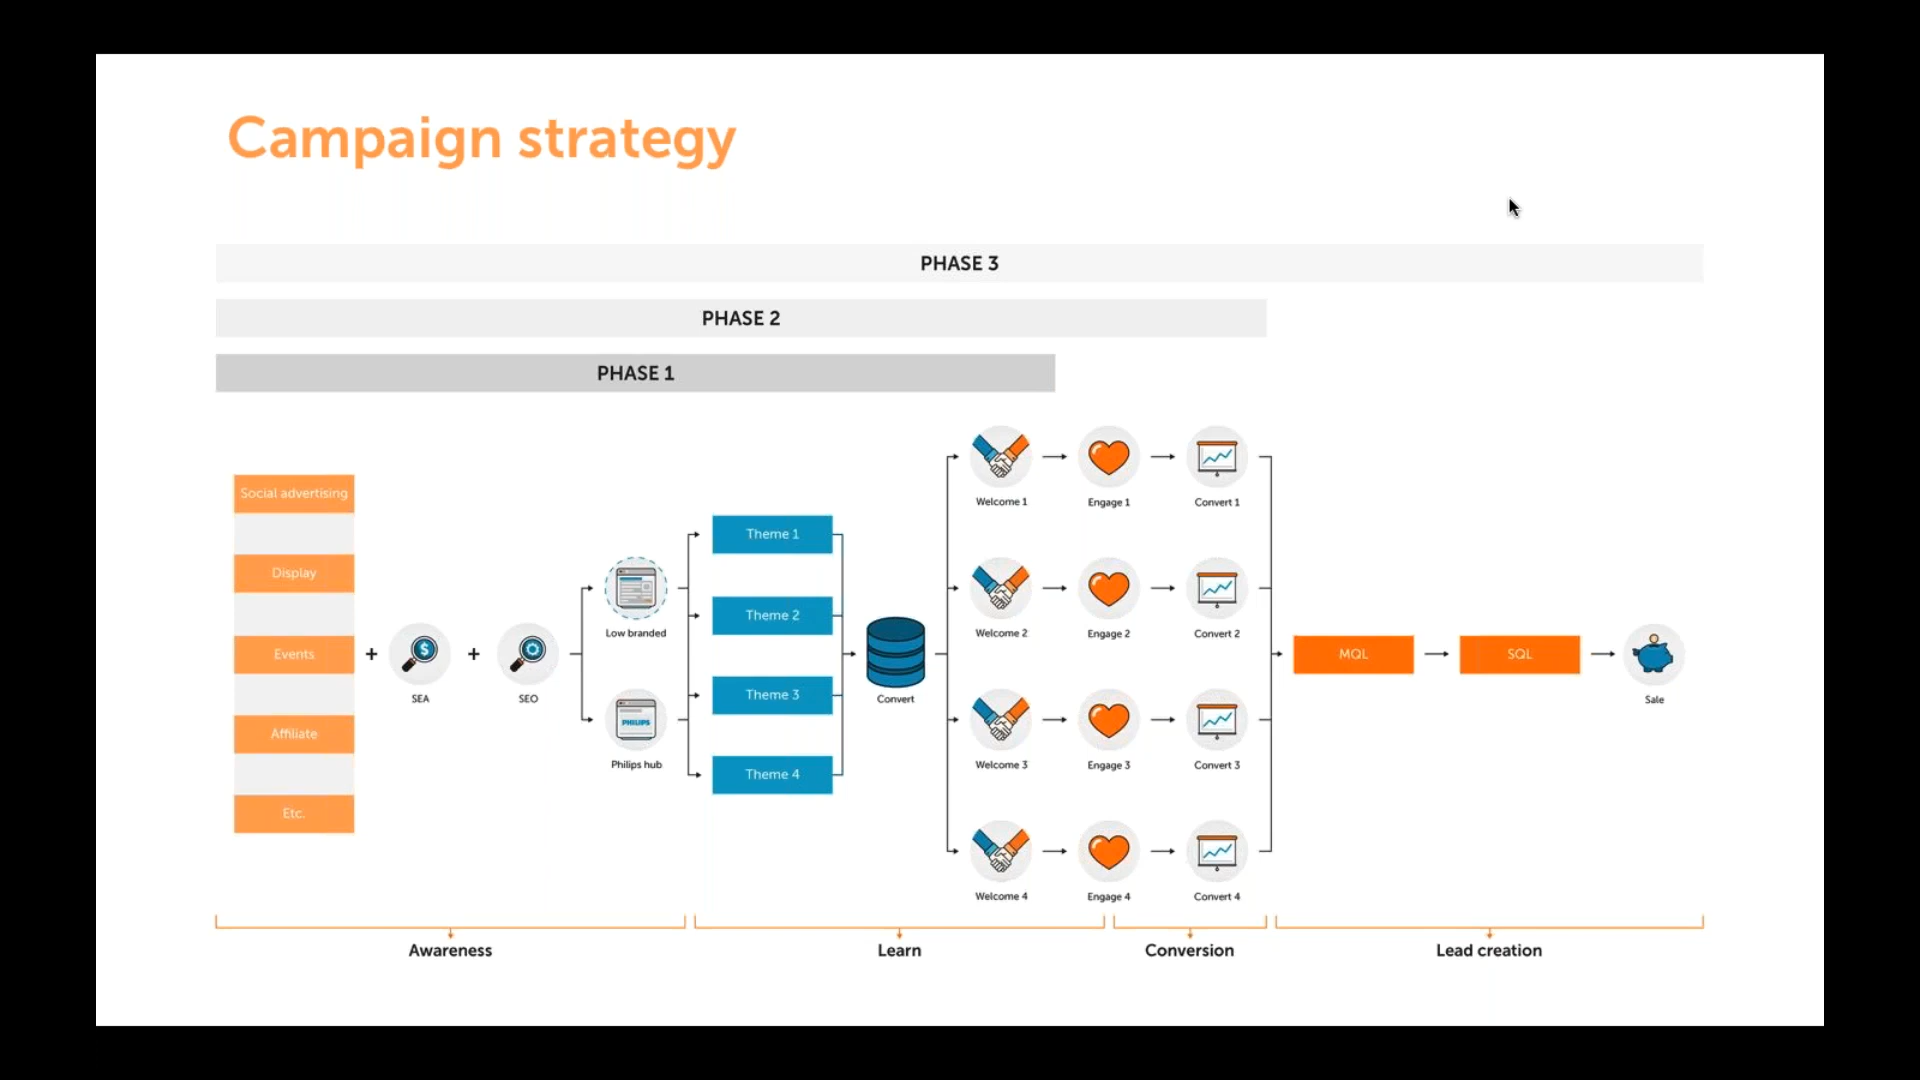 Campaign strategy
PHASE 3
PHASE 2
PHASE 1
Social advertising
Display
Events
Affiliate
Etc.
+
$
SEA
+
SEO
Low branded
PHILIPS
Philips hub
Theme 1
Theme 2
Theme 3
Theme 4
Convert
Welcome 1
Engage 1
Convert 1
Welcome 2
Engage 2
Convert 2
Welcome 3
Engage 3
Convert 3
Welcome 4
Engage 4
Convert 4
MQL
SQL
Sale
Awareness
Learn
Conversion
Lead creation